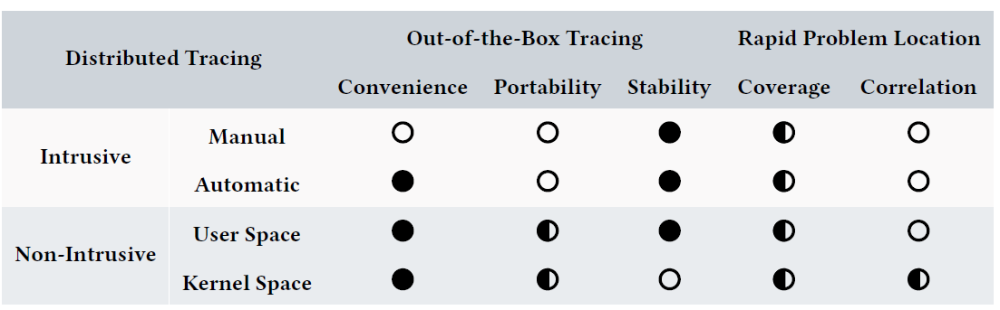 Distributed Tracing
Out-of-the-Box Tracing
Rapid Problem Location
Convenience Portability Stability Coverage Correlation
Intrusive
Manual
Automatic
Non-Intrusive
User Space
Kernel Space